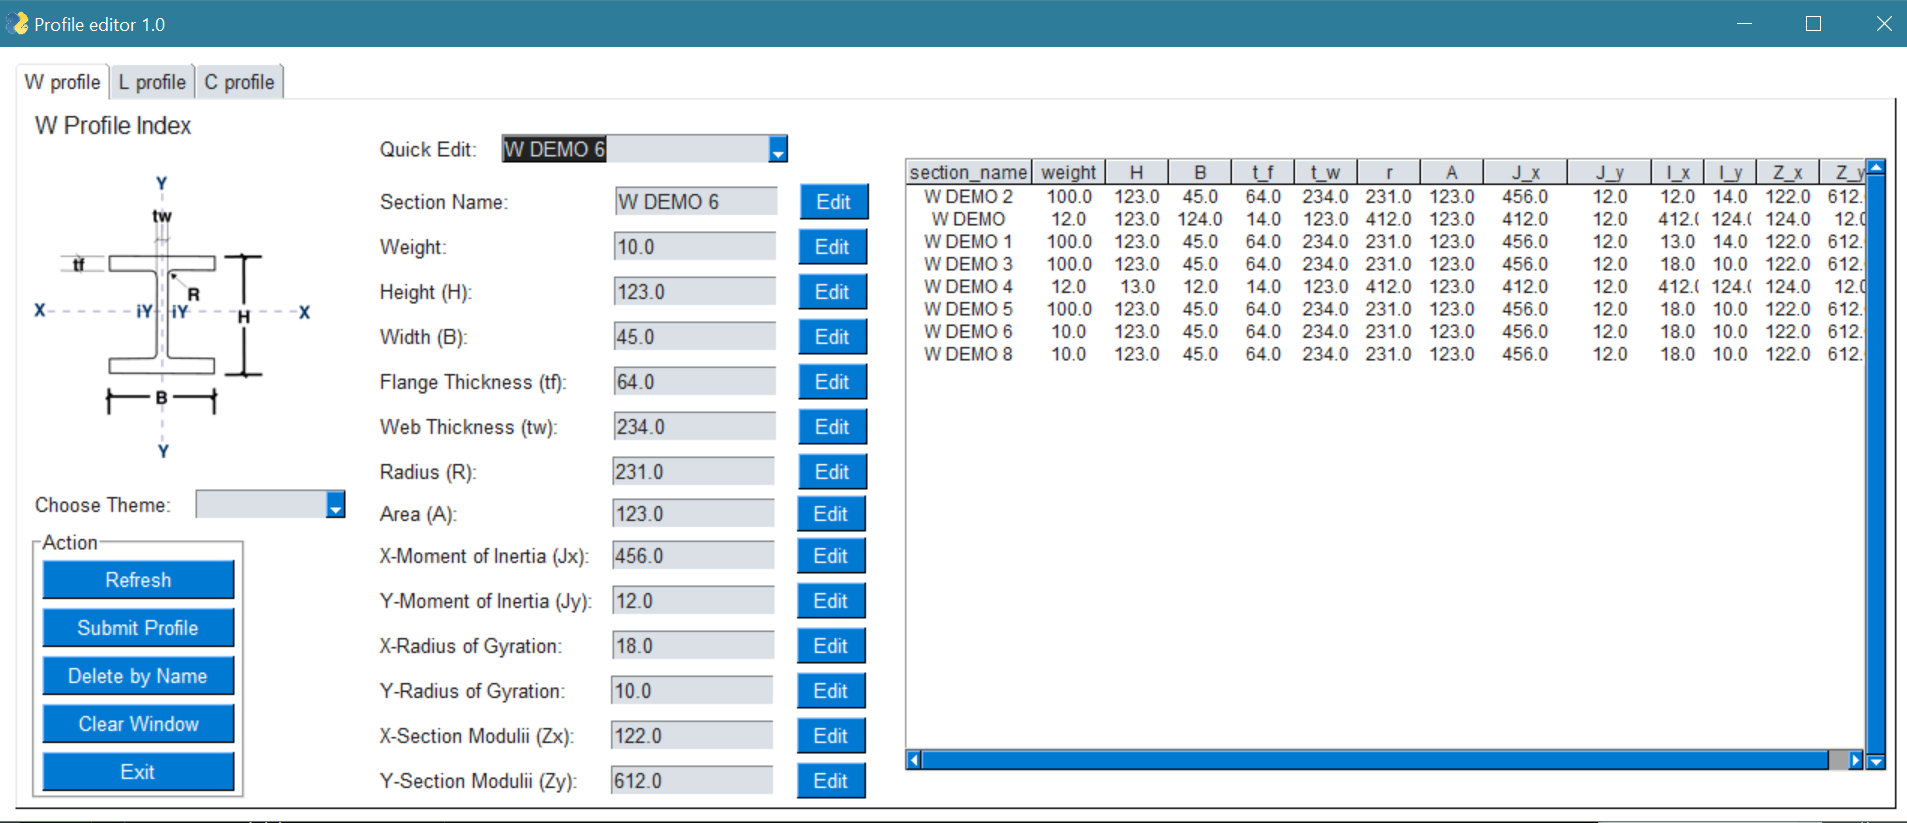 Profile editor 1.0
W profile L profile C profile
W Profile Index
Y
tw
tf
R
X iY iY X
H
B
Y
Choose Theme:
Action
Refresh
Submit Profile
Delete by Name
Clear Window
Exit
Quick Edit: W DEMO 6
Section Name: W DEMO 6 Edit
Weight: 10.0 Edit
Height (H): 123.0 Edit
Width (B): 45.0 Edit
Flange Thickness (tf): 64.0 Edit
Web Thickness (tw): 234.0 Edit
Radius (R): 231.0 Edit
Area (A): 123.0 Edit
X-Moment of Inertia (Jx): 456.0 Edit
Y-Moment of Inertia (Jy): 12.0 Edit
X-Radius of Gyration: 18.0 Edit
Y-Radius of Gyration: 10.0 Edit
X-Section Modulii (Zx): 122.0 Edit
Y-Section Modulii (Zy): 612.0 Edit
section_name weight H B t_f t_w r A J_x J_y I_x I_y Z_x Z_y
W DEMO 2 100.0 123.0 45.0 64.0 234.0 231.0 123.0 456.0 12.0 12.0 14.0 122.0 612.
W DEMO 12.0 123.0 124.0 14.0 123.0 412.0 123.0 412.0 12.0 412. 124. 124.0 12.0
W DEMO 1 100.0 123.0 45.0 64.0 234.0 231.0 123.0 456.0 12.0 13.0 14.0 122.0 612.
W DEMO 3 100.0 123.0 45.0 64.0 234.0 231.0 123.0 456.0 12.0 18.0 10.0 122.0 612.
W DEMO 4 12.0 13.0 12.0 14.0 123.0 412.0 123.0 412.0 12.0 412. 124. 124.0 12.0
W DEMO 5 100.0 123.0 45.0 64.0 234.0 231.0 123.0 456.0 12.0 18.0 10.0 122.0 612.
W DEMO 6 10.0 123.0 45.0 64.0 234.0 231.0 123.0 456.0 12.0 18.0 10.0 122.0 612.
W DEMO 8 10.0 123.0 45.0 64.0 234.0 231.0 123.0 456.0 12.0 18.0 10.0 122.0 612.